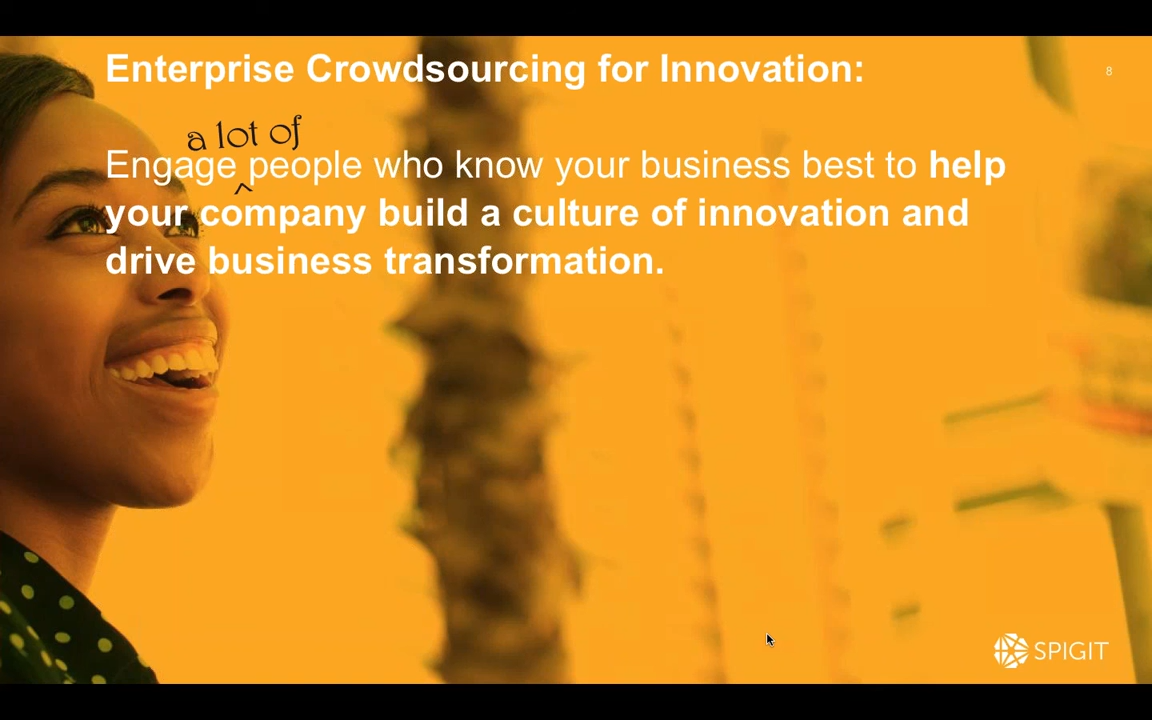 Enterprise Crowdsourcing for Innovation:
8
a lot of
Engage people who know your business best to help
^
your company build a culture of innovation and
drive business transformation.
SPIGIT